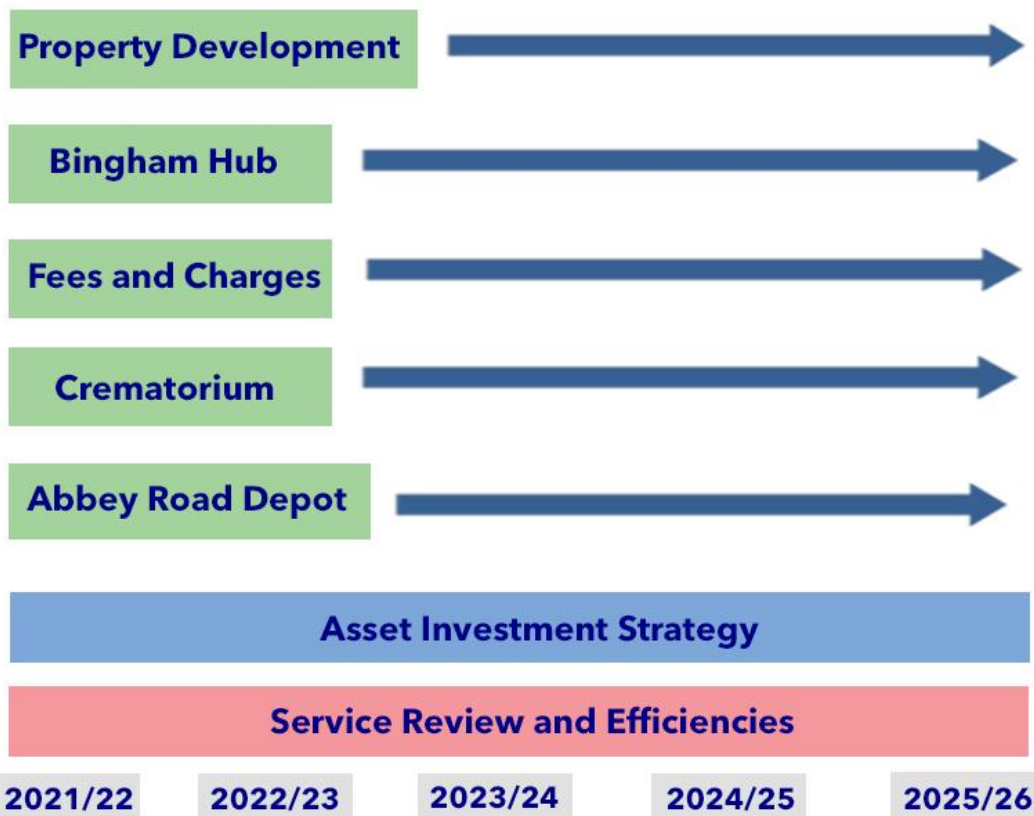 Property Development
Bingham Hub
Fees and Charges
Crematorium
Abbey Road Depot
Asset Investment Strategy
Service Review and Efficiencies
2021/22 2022/23 2023/24 2024/25 2025/26